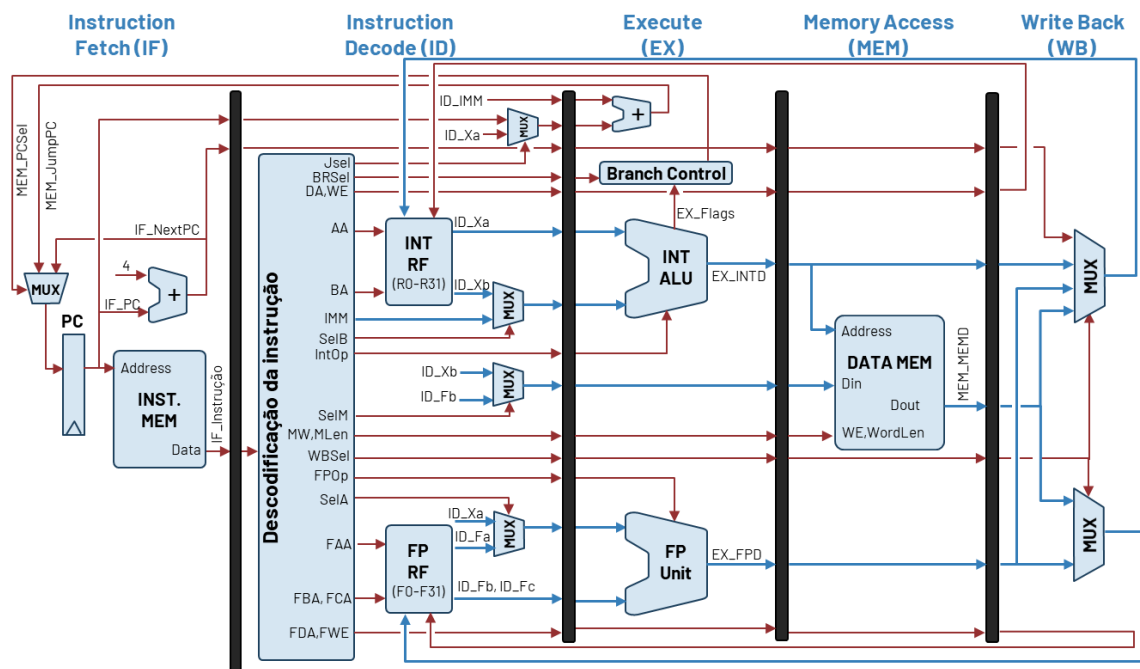 Instruction
Fetch (IF)
Instruction
Decode (ID)
Execute
(EX)
Memory Access
(MEM)
Write Back
(WB)
MEM_PCSel
MEM_JumpPC
IF_NextPC
4
+
MUX
IF_PC
PC
Address
INST.
MEM
Data
IF_Instrução
Descodificação da instrução
Jsel
BRSel
DA,WE
AA
BA
IMM
SelB
IntOp
SelM
MW,MLen
WBSel
FPOp
SelA
FAA
FBA, FCA
FDA,FWE
ID_IMM
ID_Xa
MUX
INT
RF
(R0-R31)
ID_Xa
ID_Xb
MUX
ID_Xb
ID_Fb
MUX
ID_Xa
ID_Fa
MUX
FP
RF
(F0-F31)
ID_Fb, ID_Fc
+
Branch Control
EX_Flags
INT
ALU
EX_INTD
FP
Unit
EX_FPD
Address
DATA MEM
Din
Dout
WE,WordLen
MEM_MEMD
MUX
MUX